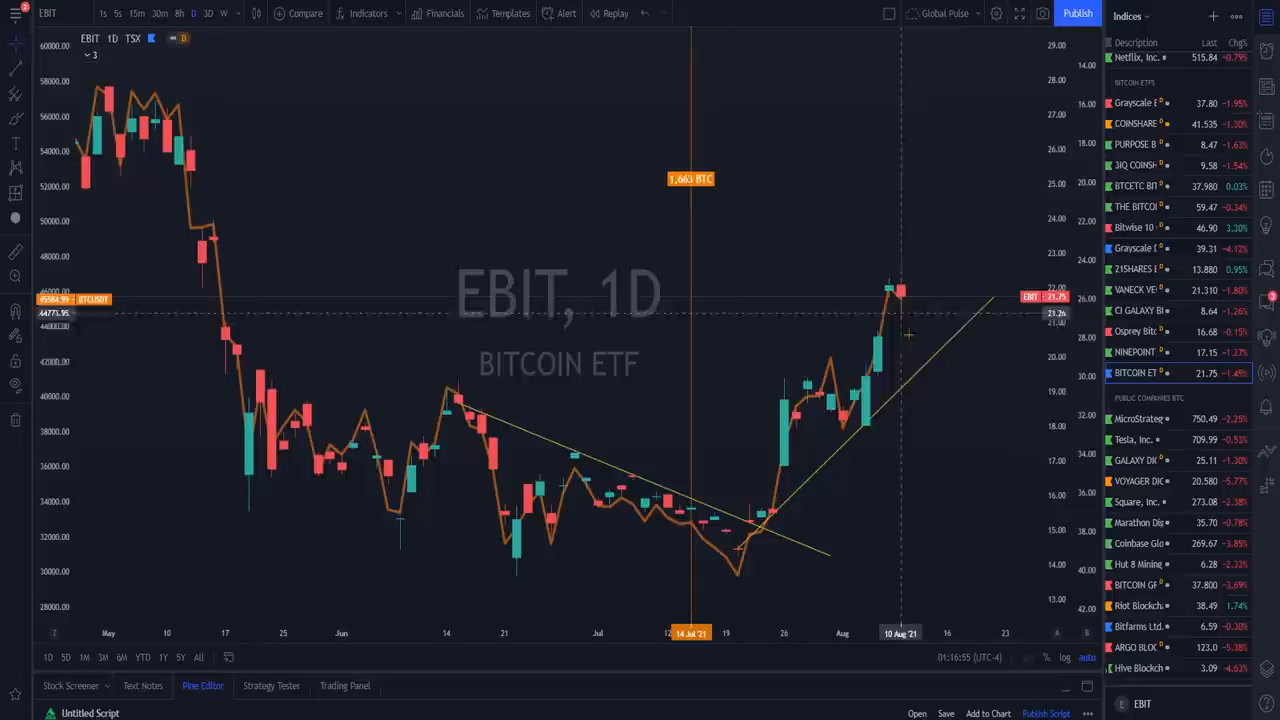 EBIT 1s 5s 15m 30m 8h D 3D W Compare Indicators Financials Templates Alert Replay Global Pulse Publish
EBIT 1D TSX D
3
60000.00
58000.00
56000.00
54000.00
52000.00
50000.00
48000.00
46000.00
45584.99 BTCUSDT
44773.95
44000.00
42000.00
40000.00
38000.00
36000.00
34000.00
32000.00
30000.00
28000.00
1,663 BTC
EBIT, 1D
BITCOIN ETF
29.00
28.00
27.00
26.00
25.00
24.00
23.00
22.00
EBIT 21.75
21.00
20.00
19.00
18.00
17.00
16.00
15.00
14.00
13.00
14.00
16.00
18.00
20.00
22.00
24.00
26.00
28.00
30.00
32.00
34.00
36.00
38.00
40.00
42.00
May 10 17 25 Jun 14 21 Jul 12 14 Jul '21 19 26 Aug 10 Aug '21 16 23
1D 5D 1M 3M 6M YTD 1Y 5Y All 01:16:55 (UTC-4) % log auto
Stock Screener Text Notes Pine Editor Strategy Tester Trading Panel
Untitled Script Open Save Add to Chart Publish Script
Indices
Description Last Chg%
Netflix, Inc. 515.84 -0.79%
BITCOIN ETFS
Grayscale 37.80 -1.95%
COINSHARE 41.535 -1.30%
PURPOSE B 8.47 -1.63%
3IQ COINSH 9.58 -1.54%
BTCETC BIT 37.980 0.03%
THE BITCOI 59.47 -0.34%
Bitwise 10 46.90 3.30%
Grayscale 39.31 -4.12%
21SHARES 13.880 0.95%
VANECK VE 21.310 -1.80%
CI GALAXY B 8.64 -1.26%
Osprey Bitc 16.68 -0.15%
NINEPOINT 17.15 -1.27%
BITCOIN ET 21.75 -1.45%
PUBLIC COMPANIES BTC
MicroStrateg 750.49 -2.25%
Tesla, Inc. 709.99 -0.53%
GALAXY DIG 25.11 -1.30%
VOYAGER DIG 20.580 -5.77%
Square, Inc. 273.08 -2.38%
Marathon Dig 35.70 -0.78%
Coinbase Glo 269.67 -3.85%
Hut 8 Mining 6.28 -2.33%
BITCOIN GR 37.800 -3.69%
Riot Blockch 38.49 1.74%
Bitfarms Ltd. 6.59 -0.30%
ARGO BLOC 123.0 -5.38%
Hive Blockch 3.09 -4.63%
EBIT